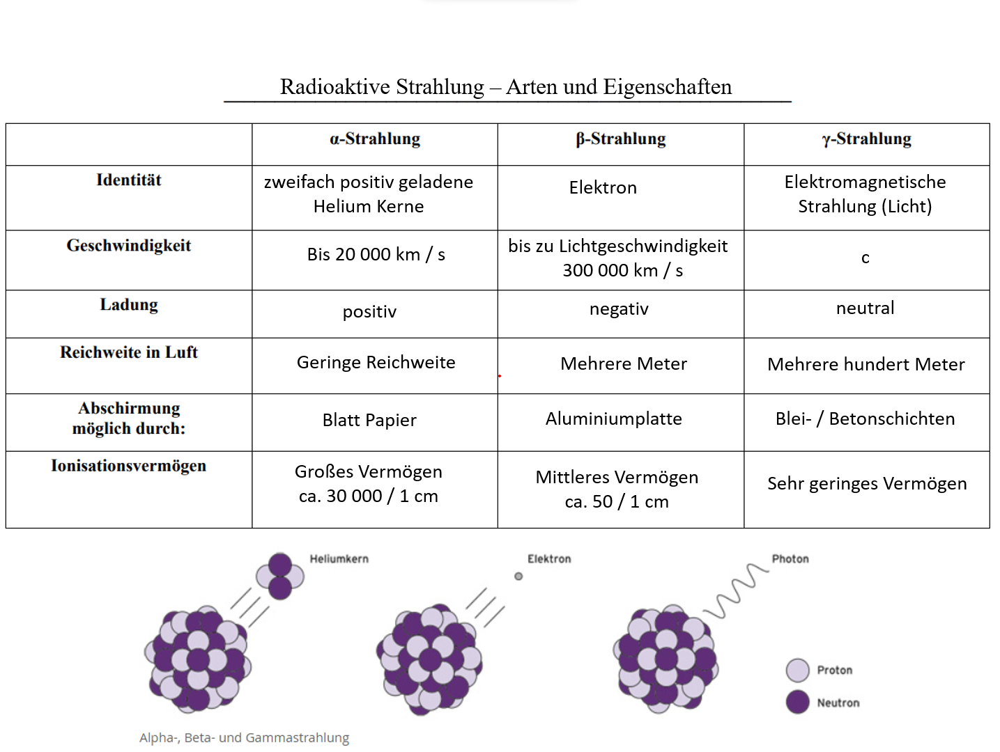 Radioaktive Strahlung – Arten und Eigenschaften
α-Strahlung
β-Strahlung
γ-Strahlung
Identität
zweifach positiv geladene
Helium Kerne
Elektron
Elektromagnetische
Strahlung (Licht)
Geschwindigkeit
Bis 20 000 km / s
bis zu Lichtgeschwindigkeit
300 000 km / s
c
Ladung
positiv
negativ
neutral
Reichweite in Luft
Geringe Reichweite
Mehrere Meter
Mehrere hundert Meter
Abschirmung
möglich durch:
Blatt Papier
Aluminiumplatte
Blei- / Betonschichten
Ionisationsvermögen
Großes Vermögen
ca. 30 000 / 1 cm
Mittleres Vermögen
ca. 50 / 1 cm
Sehr geringes Vermögen
Heliumkern
Elektron
Photon
Proton
Neutron
Alpha-, Beta- und Gammastrahlung